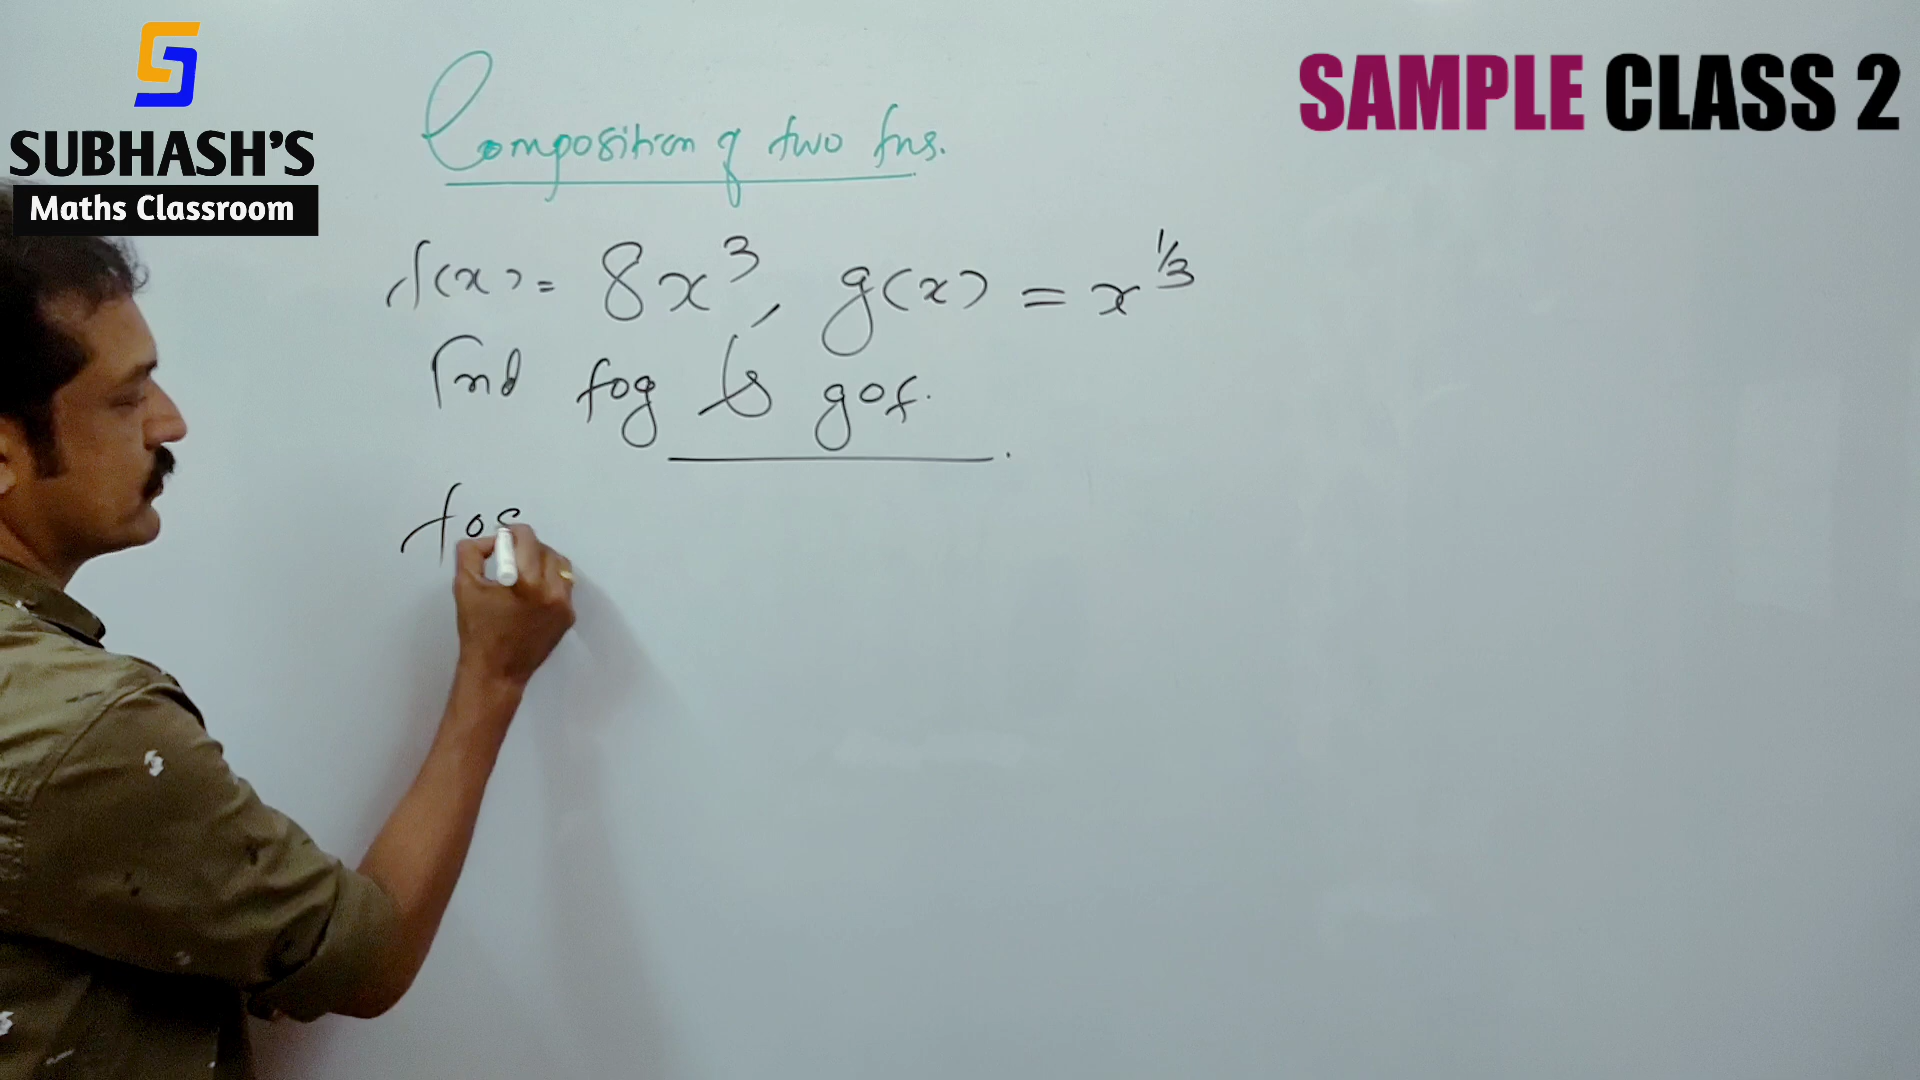 SUBHASH'S
Maths Classroom
SAMPLE CLASS 2
Composition of two fns.
f(x) = 8x³, g(x) = x^1/3
Find fog & gof.
fog